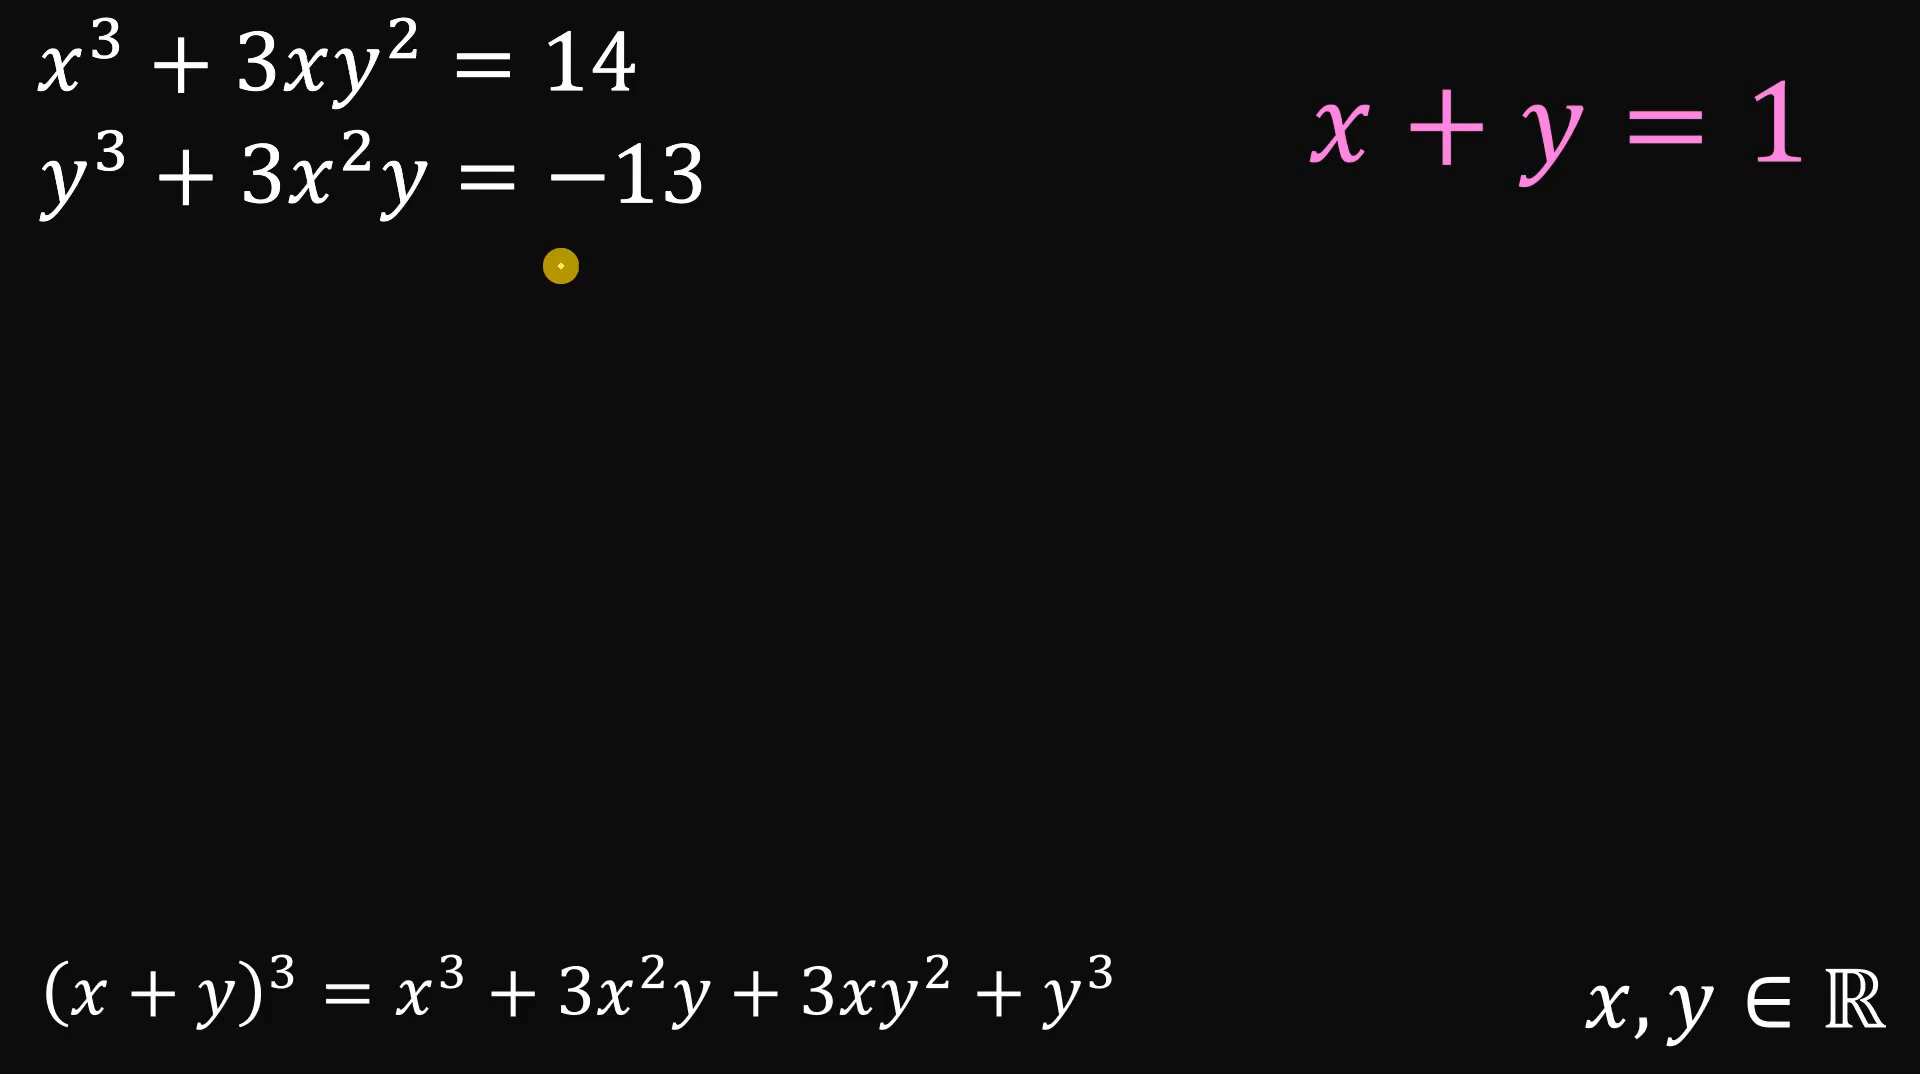 x³ + 3xy² = 14
y³ + 3x²y = −13
x + y = 1
(x + y)³ = x³ + 3x²y + 3xy² + y³
x, y ∈ ℝ